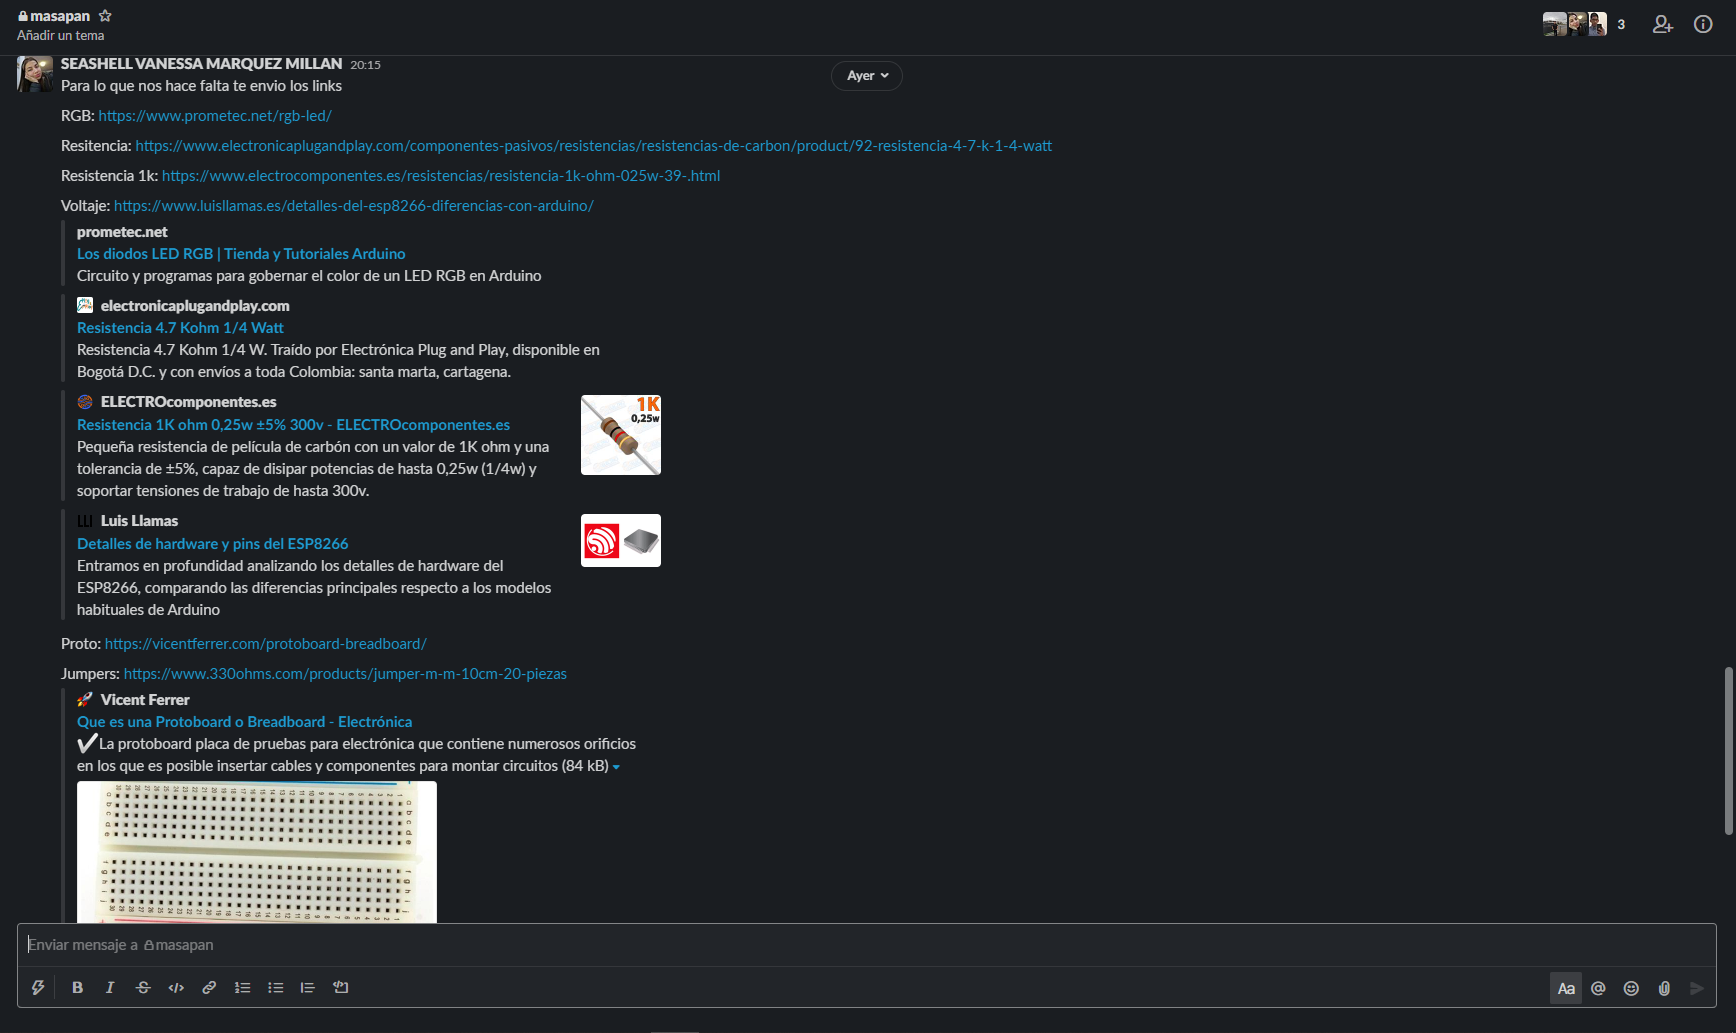 masapan
Añadir un tema
3
SEASHELL VANESSA MARQUEZ MILLAN 20:15
Ayer
Para lo que nos hace falta te envio los links
RGB: https://www.prometec.net/rgb-led/
Resitencia: https://www.electronicaplugandplay.com/componentes-pasivos/resistencias/resistencias-de-carbon/product/92-resistencia-4-7-k-1-4-watt
Resistencia 1k: https://www.electrocomponentes.es/resistencias/resistencia-1k-ohm-025w-39-.html
Voltaje: https://www.luisllamas.es/detalles-del-esp8266-diferencias-con-arduino/
prometec.net
Los diodos LED RGB | Tienda y Tutoriales Arduino
Circuito y programas para gobernar el color de un LED RGB en Arduino
electronicaplugandplay.com
Resistencia 4.7 Kohm 1/4 Watt
Resistencia 4.7 Kohm 1/4 W. Traído por Electrónica Plug and Play, disponible en
Bogotá D.C. y con envíos a toda Colombia: santa marta, cartagena.
ELECTROcomponentes.es
Resistencia 1K ohm 0,25w ±5% 300v - ELECTROcomponentes.es
Pequeña resistencia de película de carbón con un valor de 1K ohm y una
tolerancia de ±5%, capaz de disipar potencias de hasta 0,25w (1/4w) y
soportar tensiones de trabajo de hasta 300v.
1K
0,25w
Luis Llamas
Detalles de hardware y pins del ESP8266
Entramos en profundidad analizando los detalles de hardware del
ESP8266, comparando las diferencias principales respecto a los modelos
habituales de Arduino
Proto: https://vicentferrer.com/protoboard-breadboard/
Jumpers: https://www.330ohms.com/products/jumper-m-m-10cm-20-piezas
Vicent Ferrer
Que es una Protoboard o Breadboard - Electrónica
✔La protoboard placa de pruebas para electrónica que contiene numerosos orificios
en los que es posible insertar cables y componentes para montar circuitos (84 kB)
Enviar mensaje a masapan
B I S </>
Aa @